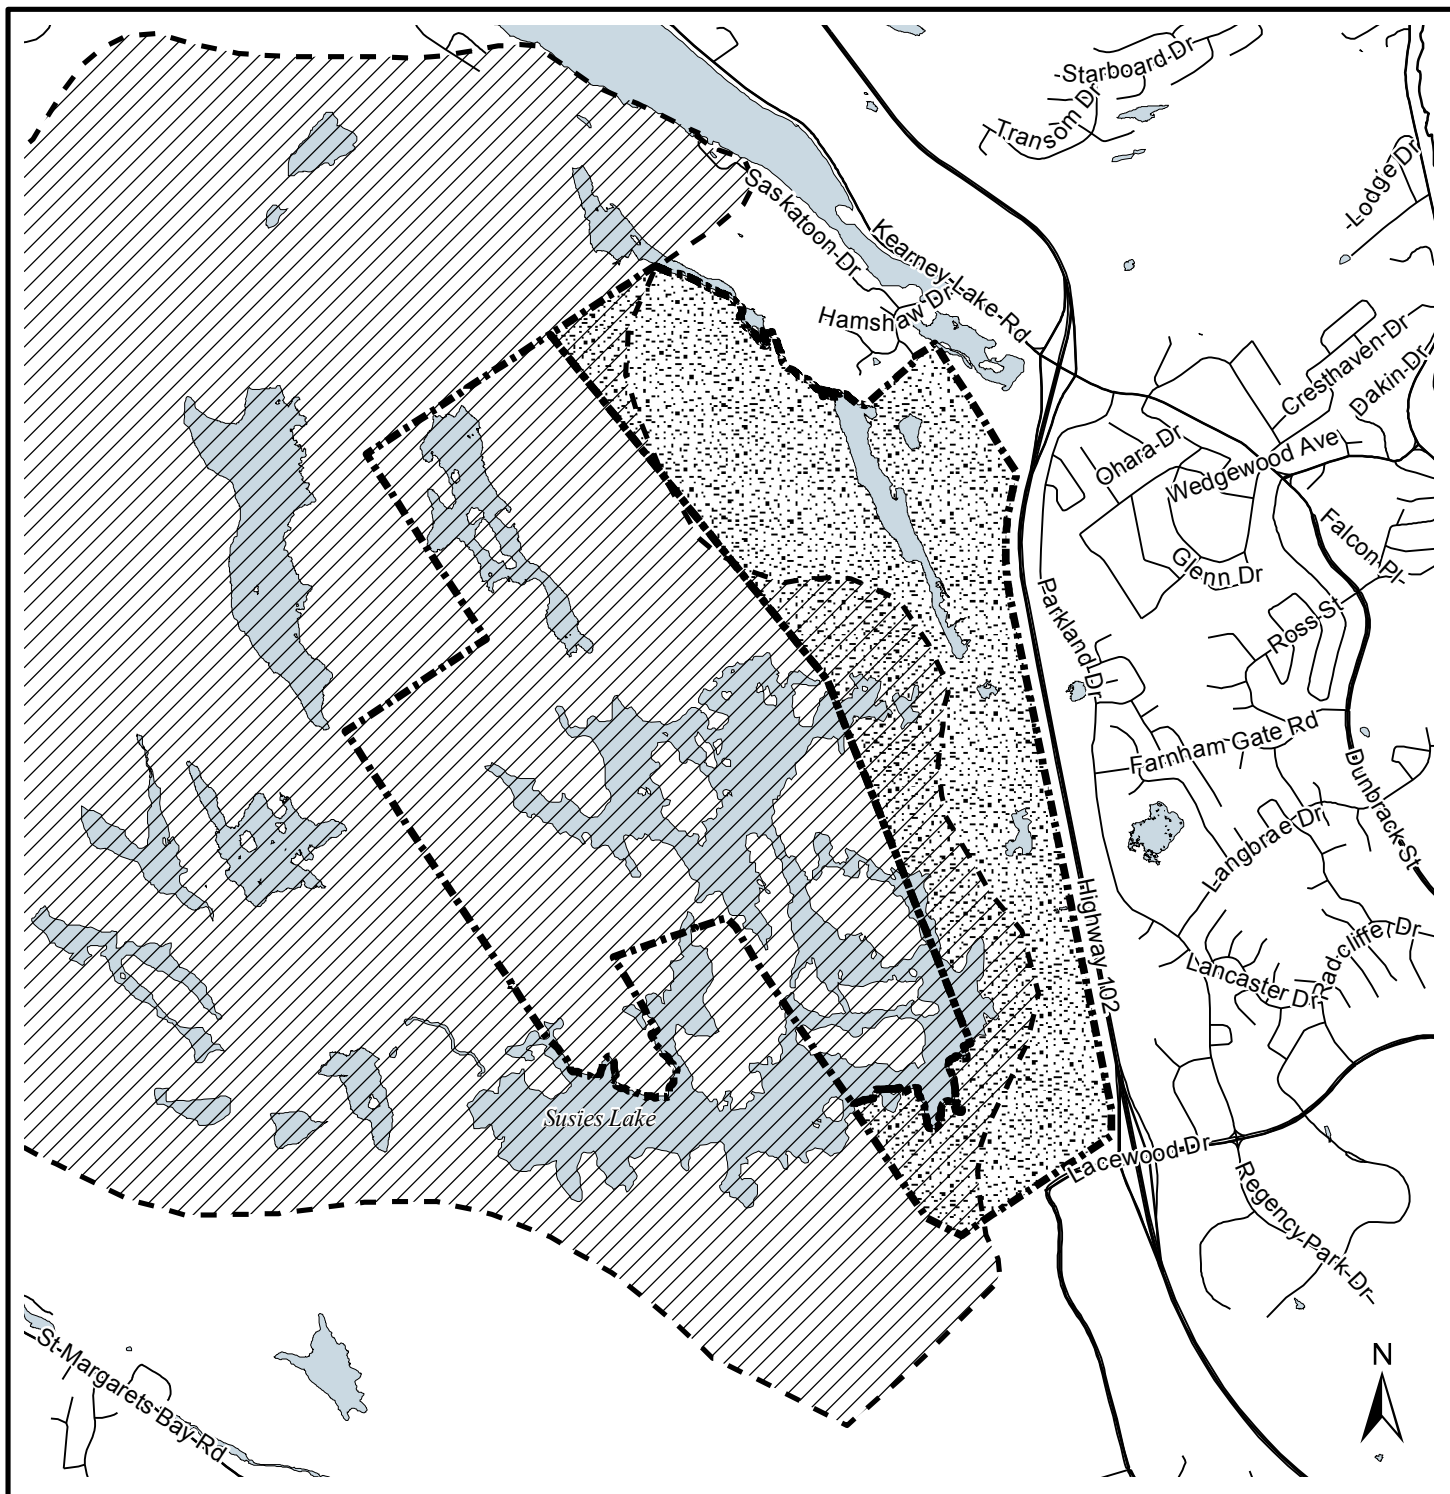 Starboard Dr
Transom Dr
Lodge Dr
Saskatoon Dr
Kearney Lake Rd
Hamshaw Dr
Cresthaven Dr
Dakin Dr
Ohara Dr
Wedgewood Ave
Falcon Pl
Glenn Dr
Parkland Dr
Ross St
Farnham Gate Rd
Dunbrack St
Langbrae Dr
Highway 102
Radcliffe Dr
Lancaster Dr
Susies Lake
Lacewood Dr
Regency Park Dr
St Margarets Bay Rd
N